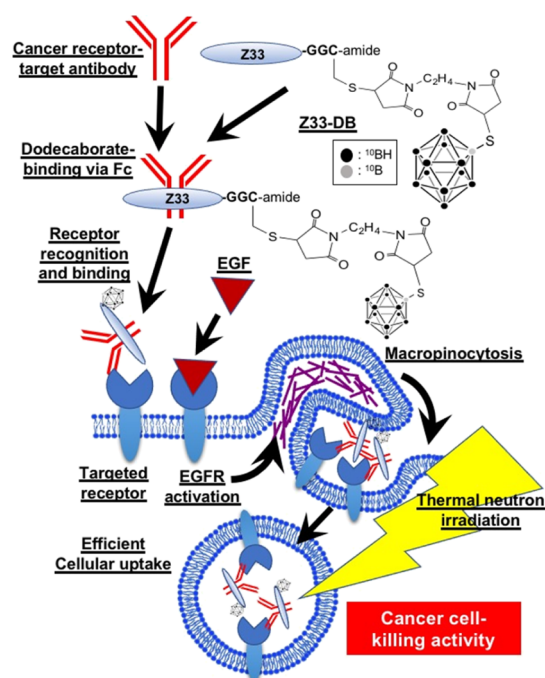 Cancer receptor-
target antibody
Z33
-GGC-amide
S
O
N
C2H4
N
O
O
O
S
Z33-DB
: 10BH
: 10B
Dodecaborate-
binding via Fc
Z33
-GGC-amide
S
O
N
C2H4
N
O
O
O
S
Receptor
recognition
and binding
EGF
Macropinocytosis
Targeted
receptor
EGFR
activation
Thermal neutron
irradiation
Efficient
Cellular uptake
Cancer cell-
killing activity